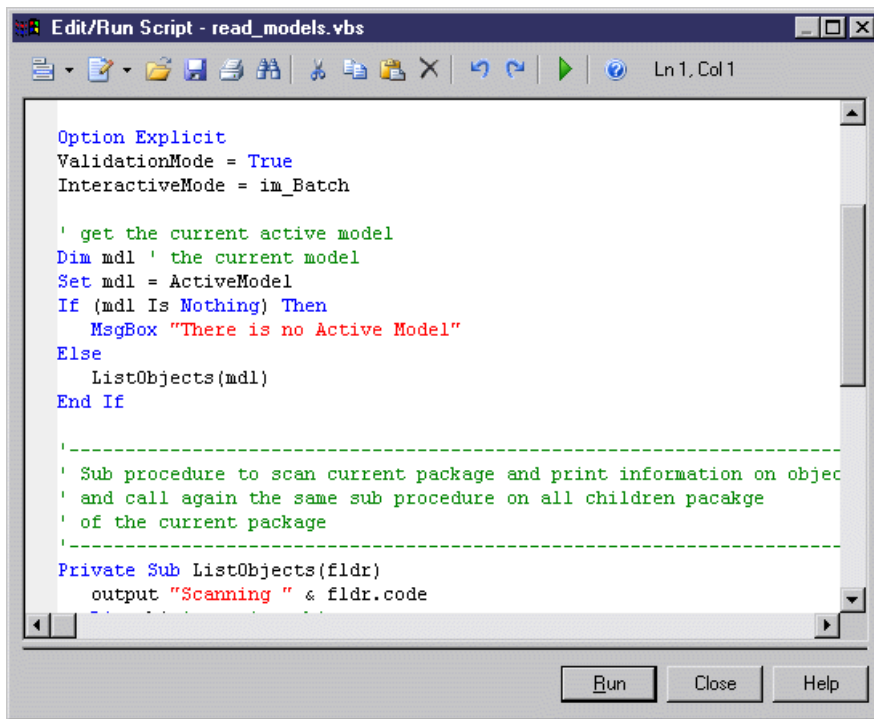 Edit/Run Script - read_models.vbs
Ln 1, Col 1
Option Explicit
ValidationMode = True
InteractiveMode = im_Batch
' get the current active model
Dim mdl ' the current model
Set mdl = ActiveModel
If (mdl Is Nothing) Then
MsgBox "There is no Active Model"
Else
ListObjects(mdl)
End If
'----------------------------------------------------------------------
' Sub procedure to scan current package and print information on objec
' and call again the same sub procedure on all children pacakge
' of the current package
'----------------------------------------------------------------------
Private Sub ListObjects(fldr)
output "Scanning " & fldr.code
Run
Close
Help